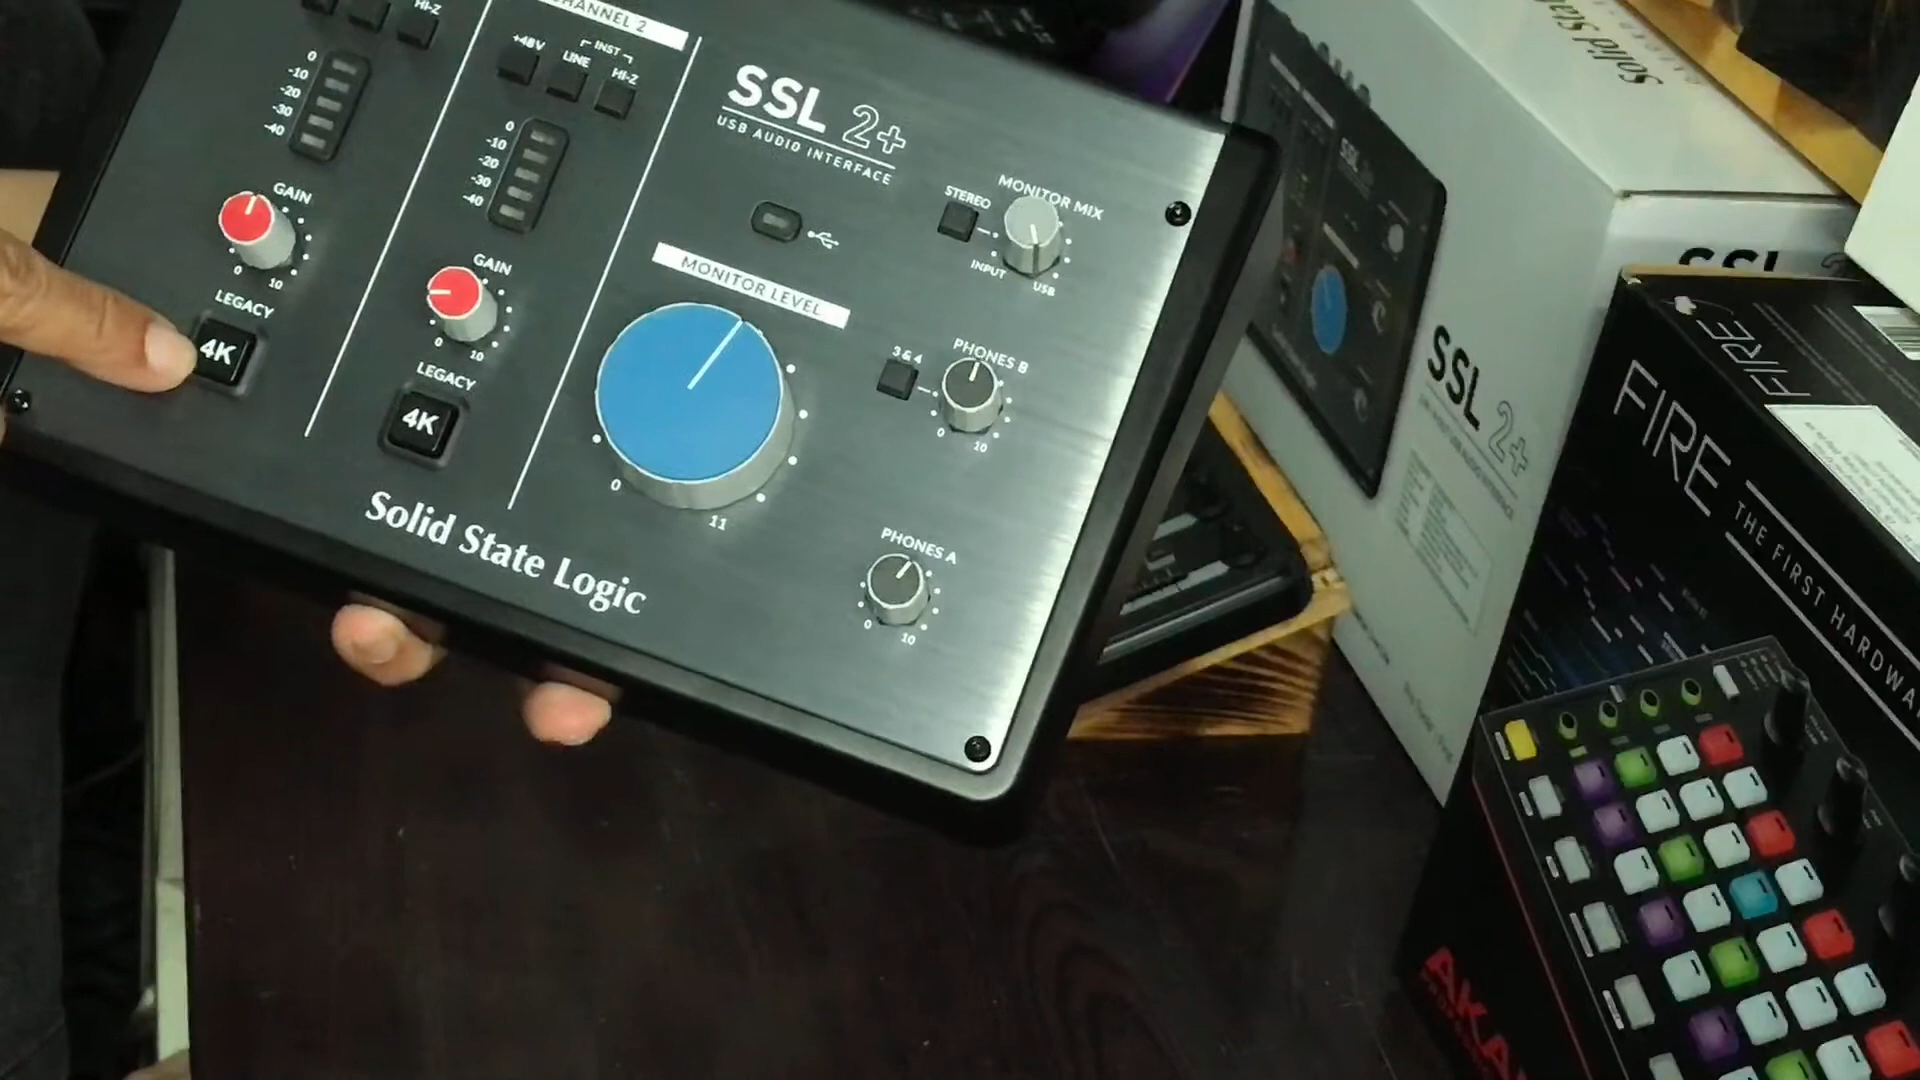 HI-Z
0
-10
-20
-30
-40
GAIN
0
10
LEGACY
4K
CHANNEL 2
+48V
LINE
INST
HI-Z
0
-10
-20
-30
-40
GAIN
0
10
LEGACY
4K
Solid State Logic
SSL 2+
USB AUDIO INTERFACE
STEREO
MONITOR MIX
INPUT
USB
MONITOR LEVEL
0
11
3&4
PHONES B
0
10
PHONES A
0
10
SSL 2+
SSL
FIRE
FIRE
THE FIRST HARDWA
AKA